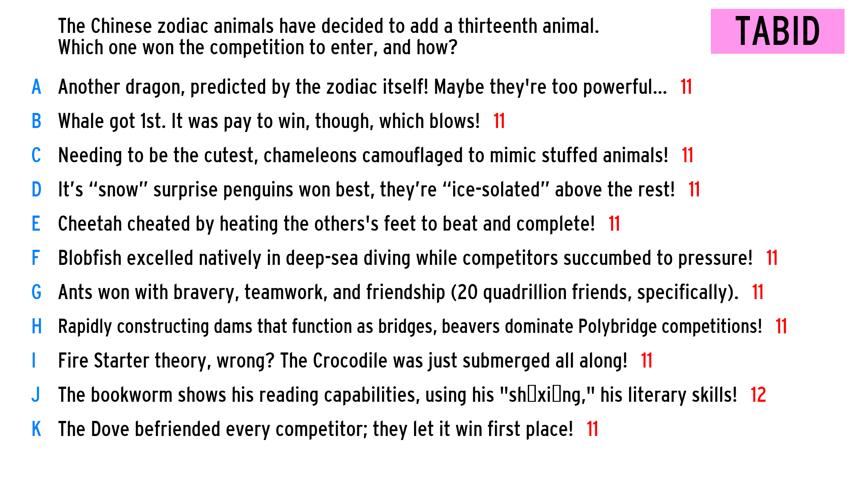 The Chinese zodiac animals have decided to add a thirteenth animal.
Which one won the competition to enter, and how?
TABID
A Another dragon, predicted by the zodiac itself! Maybe they're too powerful... 11
B Whale got 1st. It was pay to win, though, which blows! 11
C Needing to be the cutest, chameleons camouflaged to mimic stuffed animals! 11
D It’s “snow” surprise penguins won best, they’re “ice-solated” above the rest! 11
E Cheetah cheated by heating the others's feet to beat and complete! 11
F Blobfish excelled natively in deep-sea diving while competitors succumbed to pressure! 11
G Ants won with bravery, teamwork, and friendship (20 quadrillion friends, specifically). 11
H Rapidly constructing dams that function as bridges, beavers dominate Polybridge competitions! 11
I Fire Starter theory, wrong? The Crocodile was just submerged all along! 11
J The bookworm shows his reading capabilities, using his "sh▯xi▯ng," his literary skills! 12
K The Dove befriended every competitor; they let it win first place! 11